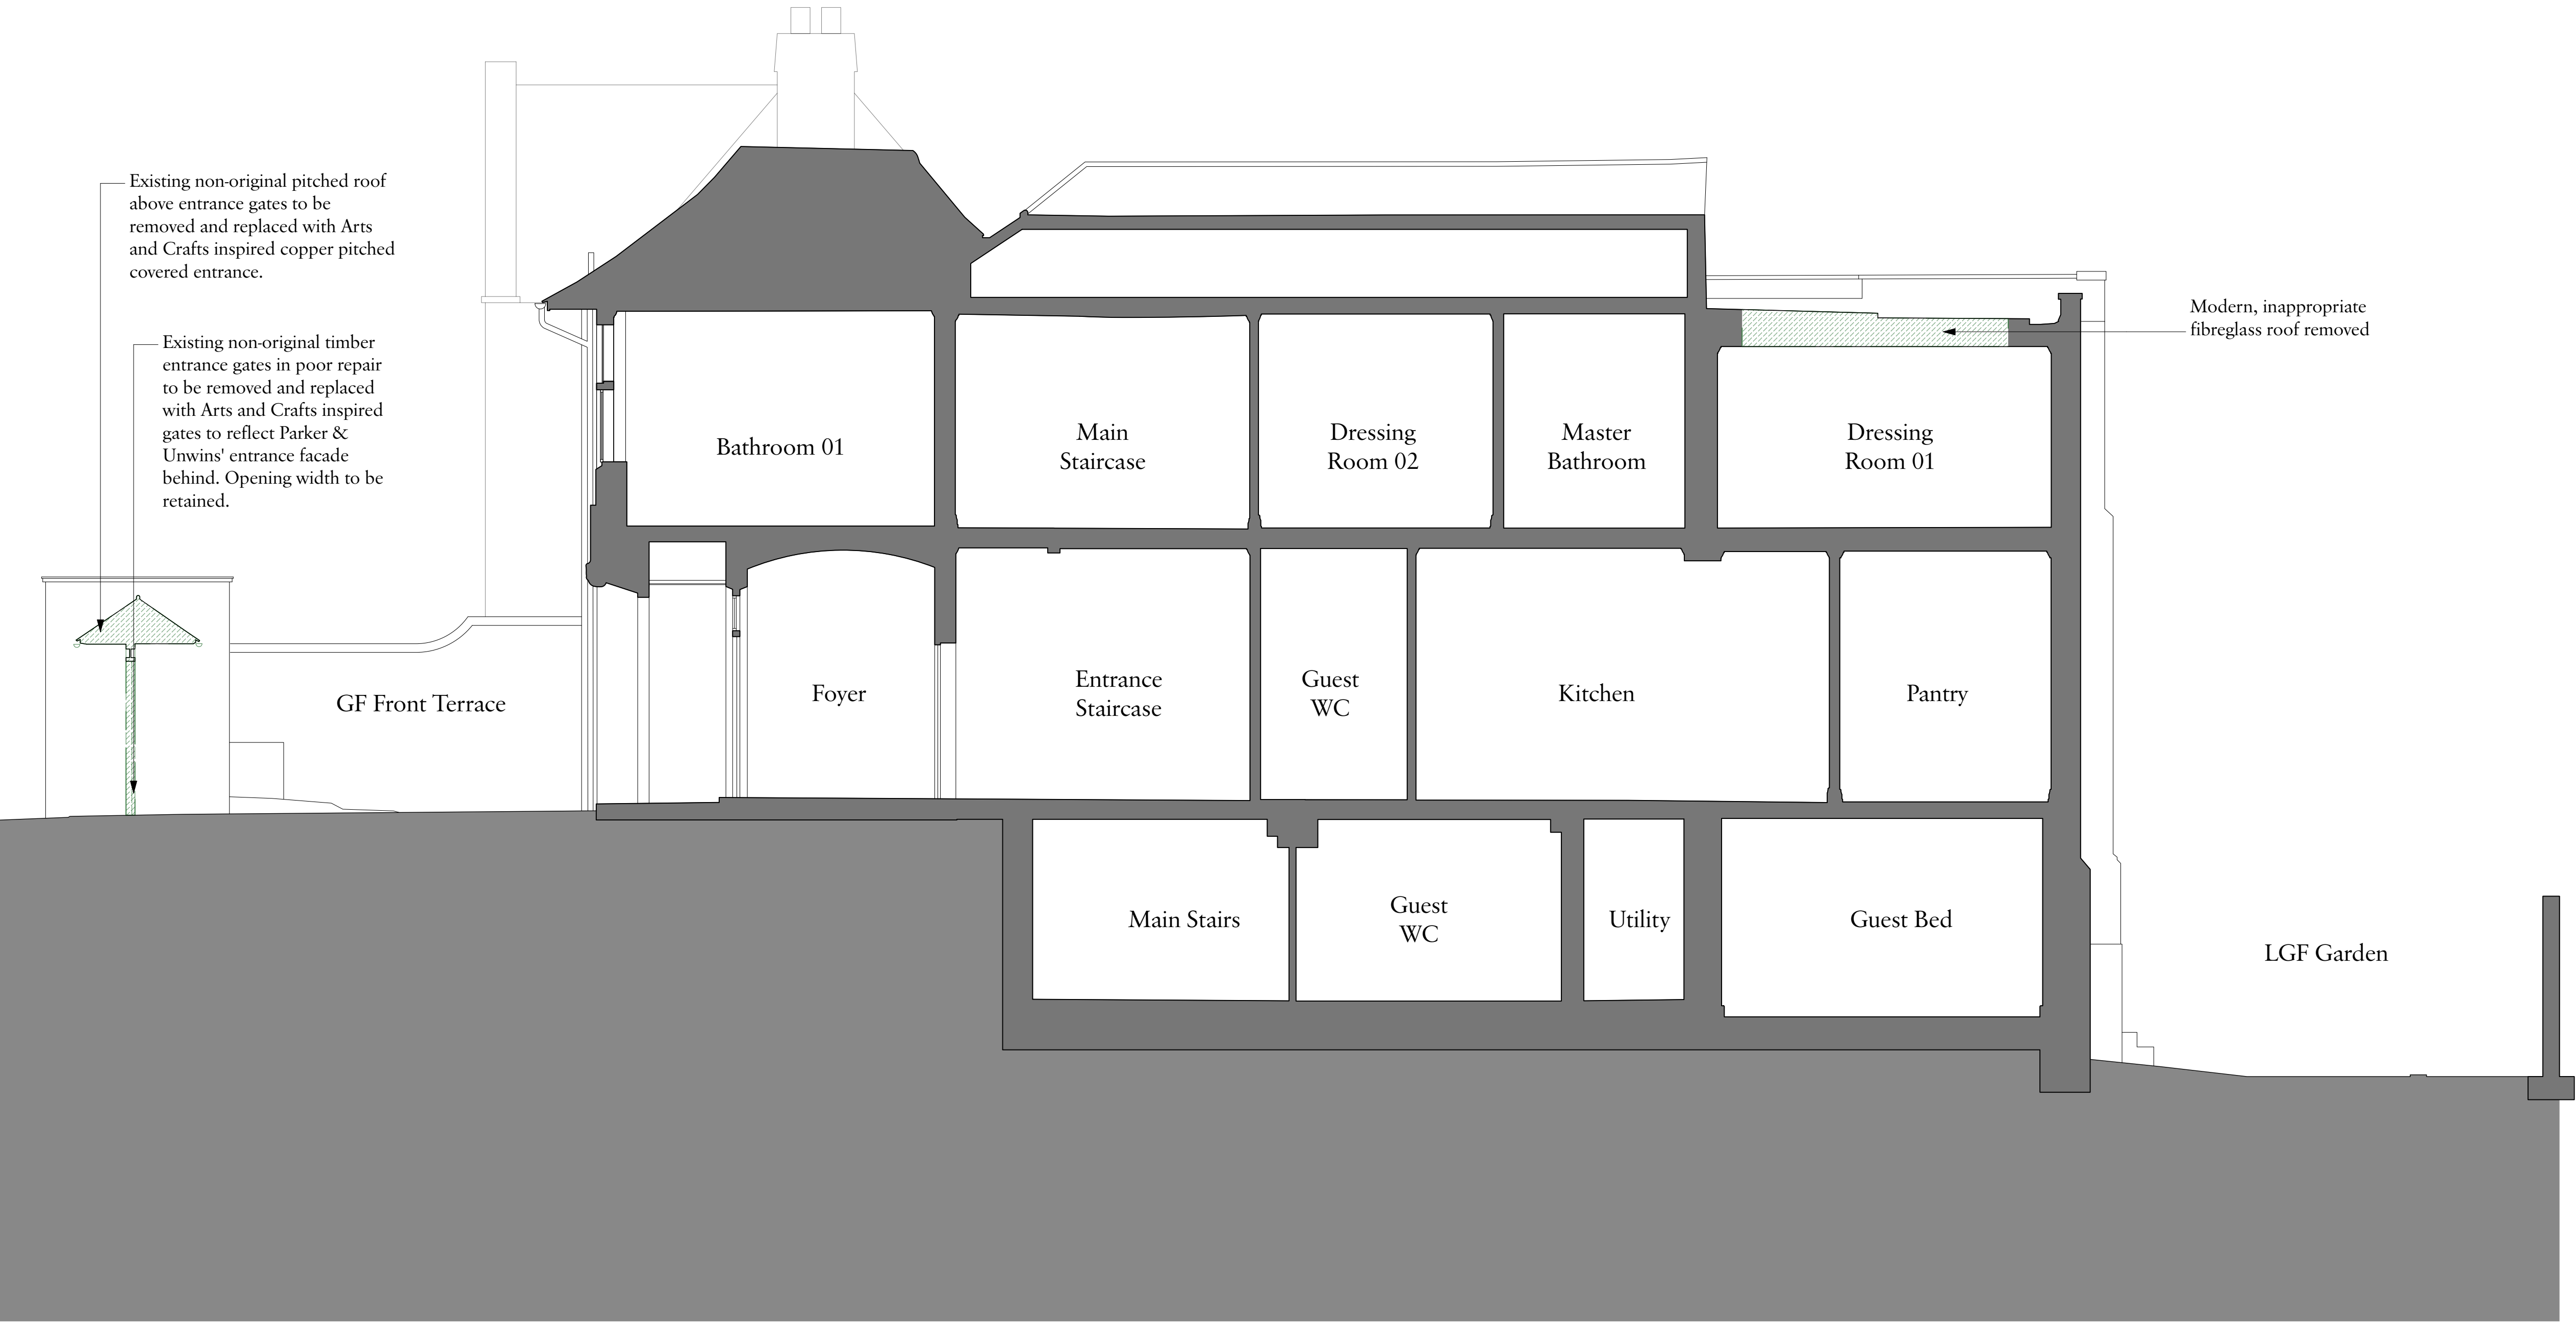 Existing non-original pitched roof
above entrance gates to be
removed and replaced with Arts
and Crafts inspired copper pitched
covered entrance.
Existing non-original timber
entrance gates in poor repair
to be removed and replaced
with Arts and Crafts inspired
gates to reflect Parker &
Unwins' entrance facade
behind. Opening width to be
retained.
Modern, inappropriate
fibreglass roof removed
Bathroom 01
Main
Staircase
Dressing
Room 02
Master
Bathroom
Dressing
Room 01
GF Front Terrace
Foyer
Entrance
Staircase
Guest
WC
Kitchen
Pantry
Main Stairs
Guest
WC
Utility
Guest Bed
LGF Garden